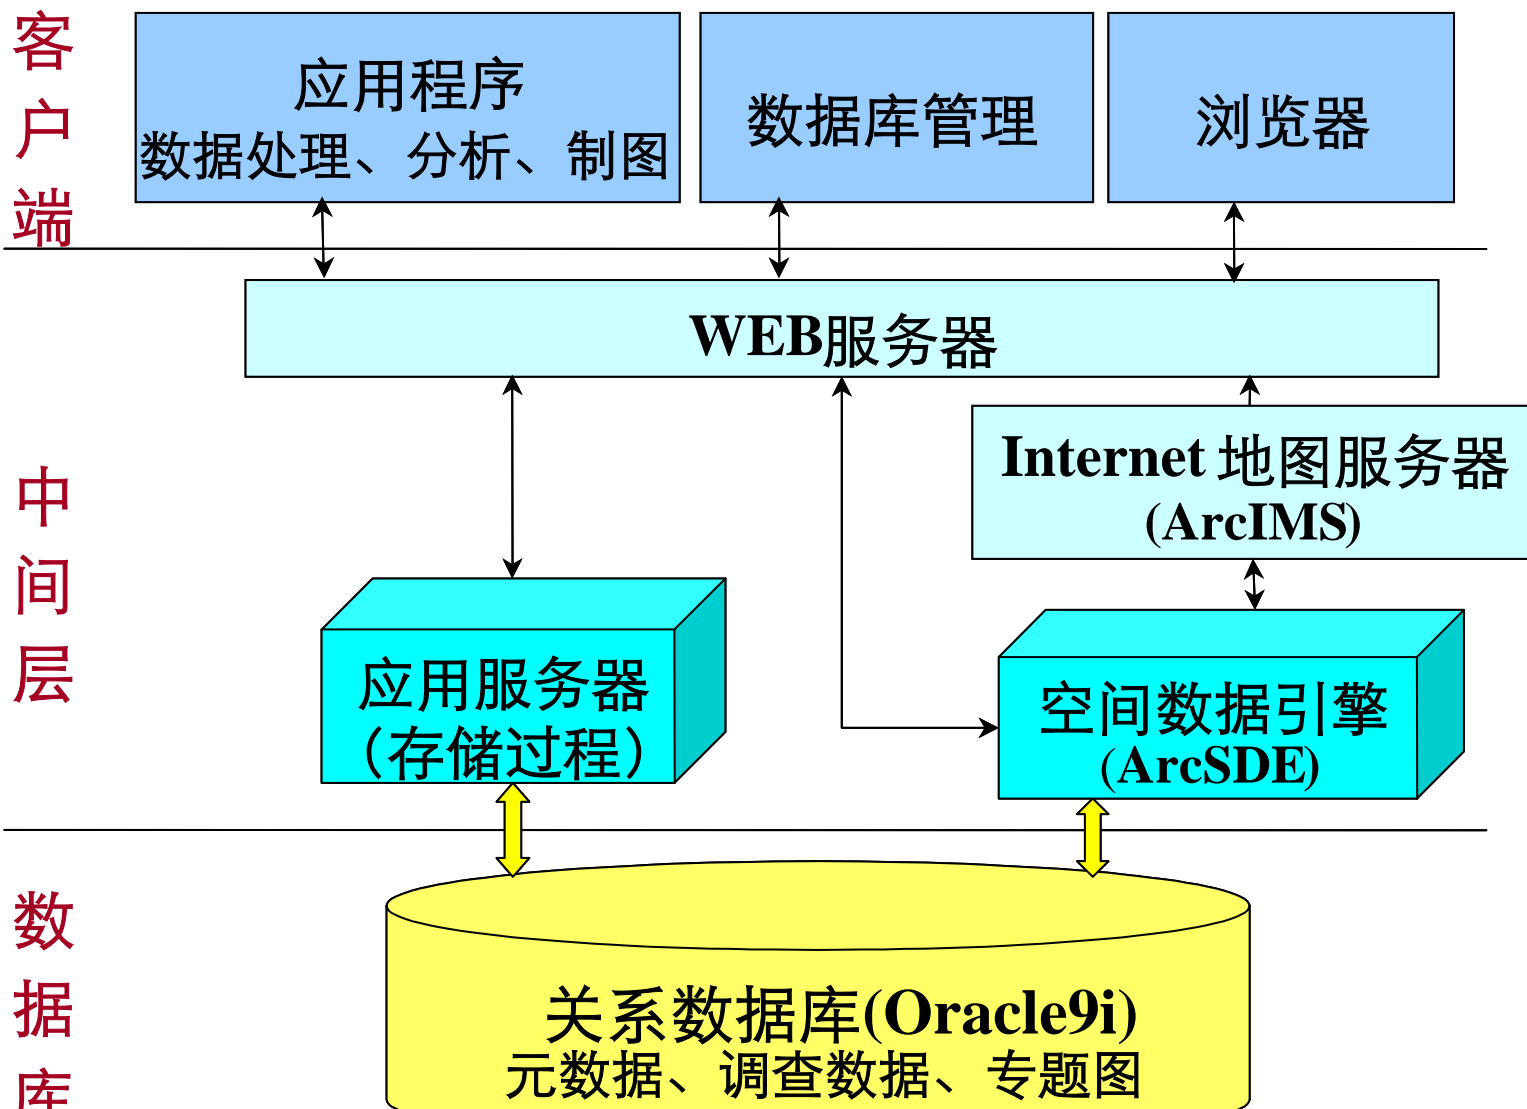 客户端
应用程序
数据处理、分析、制图
数据库管理
浏览器
WEB服务器
中间层
Internet 地图服务器
(ArcIMS)
应用服务器
（存储过程）
空间数据引擎
(ArcSDE)
数据库
关系数据库(Oracle9i)
元数据、调查数据、专题图